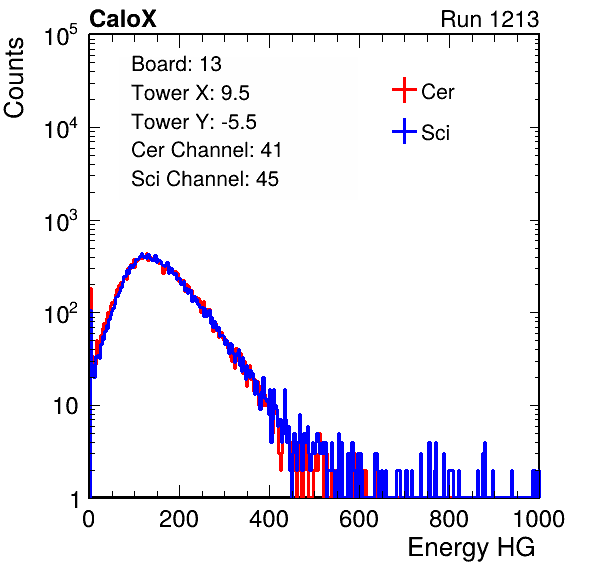 CaloX Run 1213
Counts
10^5
10^4
10^3
10^2
10
1
Board: 13
Tower X: 9.5
Tower Y: -5.5
Cer Channel: 41
Sci Channel: 45
Cer
Sci
0 200 400 600 800 1000
Energy HG